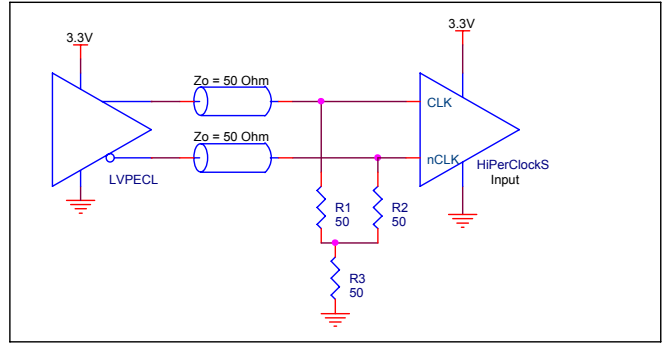 3.3V
3.3V
Zo = 50 Ohm
CLK
Zo = 50 Ohm
nCLK
HiPerClockS
Input
LVPECL
R1
50
R2
50
R3
50